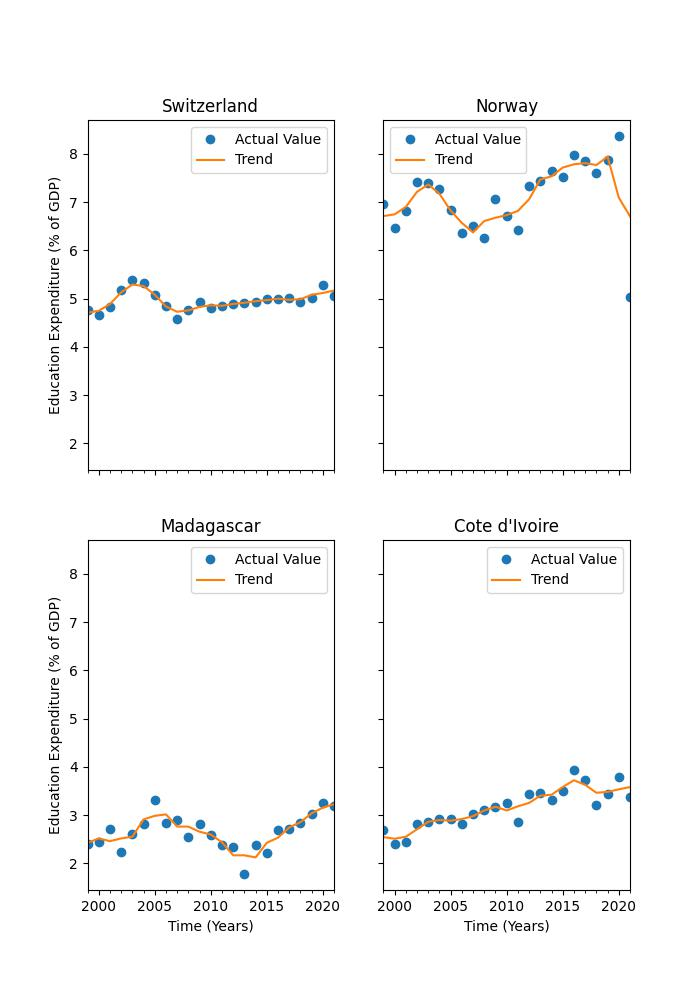 Switzerland
Norway
Actual Value
Trend
Actual Value
Trend
Education Expenditure (% of GDP)
8
7
6
5
4
3
2
Madagascar
Cote d'Ivoire
Actual Value
Trend
Actual Value
Trend
Education Expenditure (% of GDP)
8
7
6
5
4
3
2
2000 2005 2010 2015 2020
2000 2005 2010 2015 2020
Time (Years)
Time (Years)